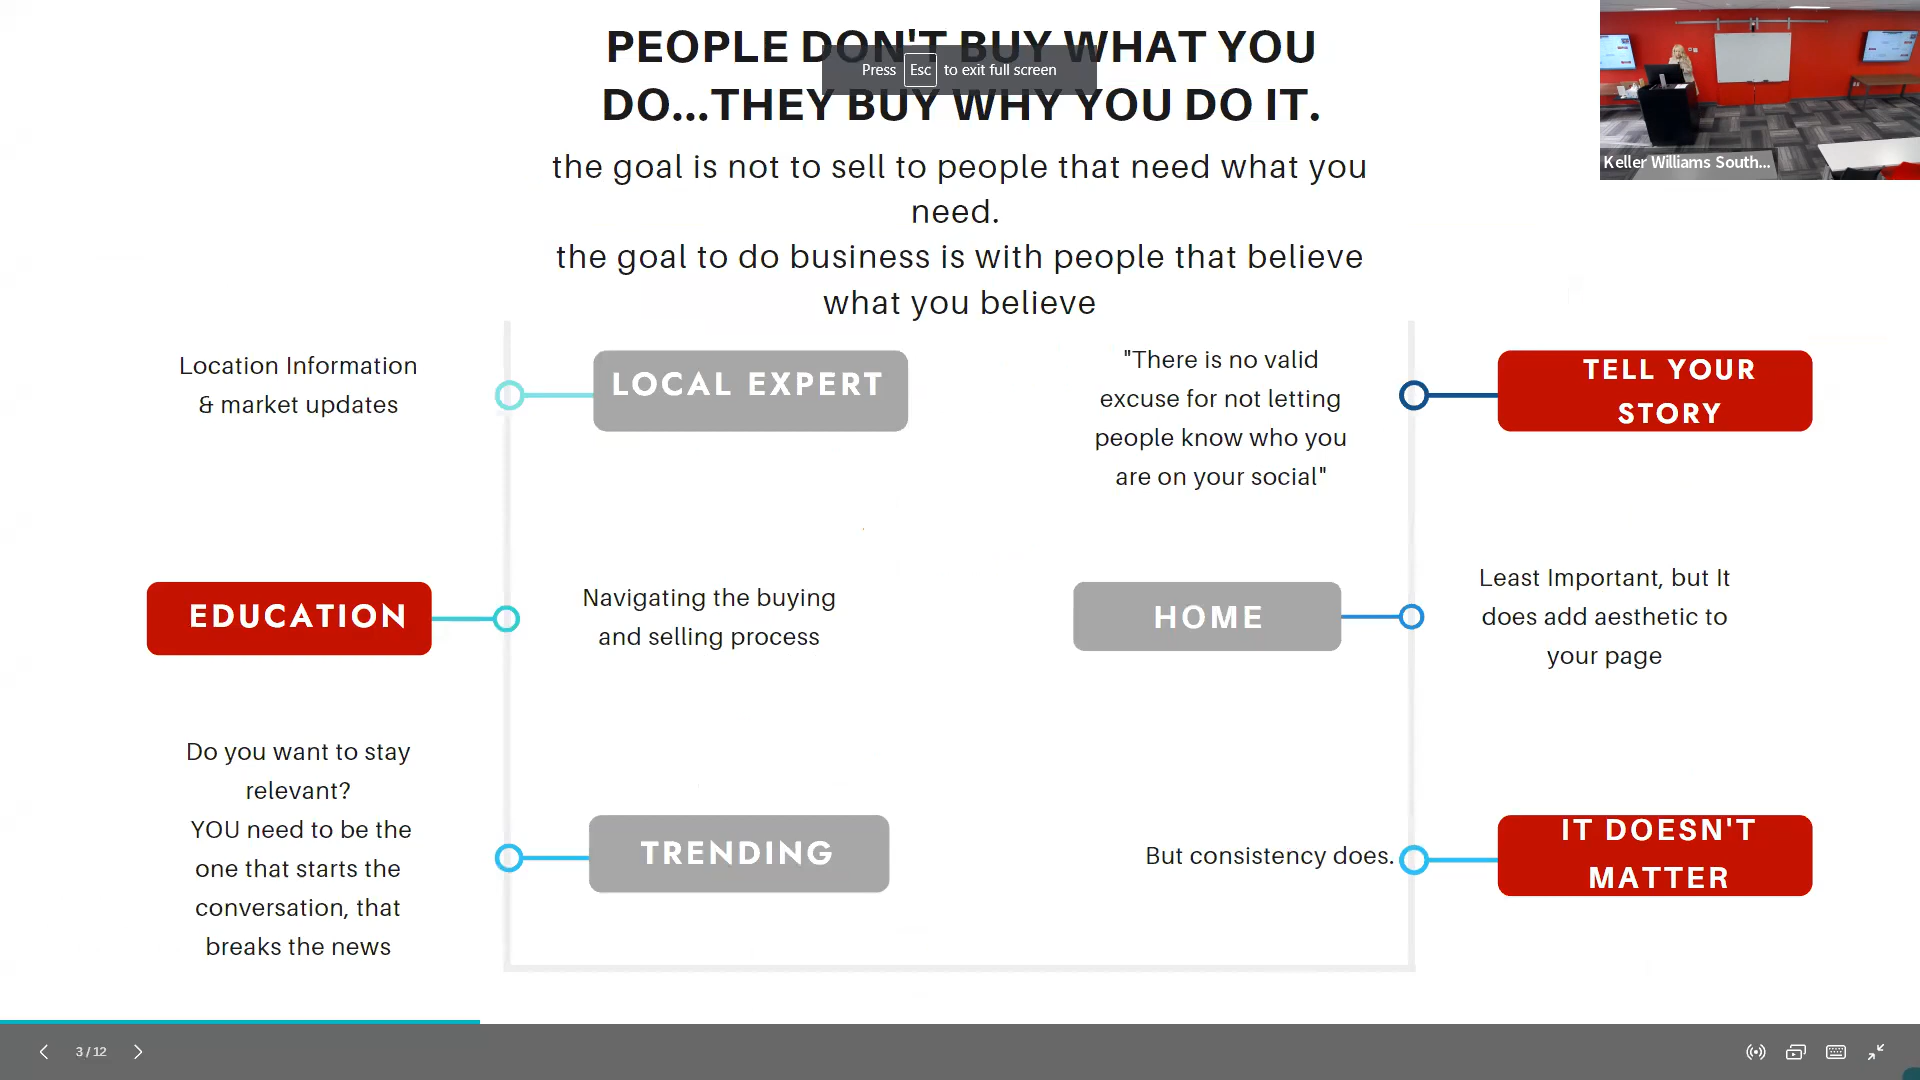 PEOPLE DON'T BUY WHAT YOU
DO...THEY BUY WHY YOU DO IT.
Press Esc to exit full screen
the goal is not to sell to people that need what you
need.
the goal to do business is with people that believe
what you believe
Keller Williams South...
Location Information
& market updates
LOCAL EXPERT
"There is no valid
excuse for not letting
people know who you
are on your social"
TELL YOUR
STORY
EDUCATION
Navigating the buying
and selling process
HOME
Least Important, but It
does add aesthetic to
your page
Do you want to stay
relevant?
YOU need to be the
one that starts the
conversation, that
breaks the news
TRENDING
But consistency does.
IT DOESN'T
MATTER
3 / 12